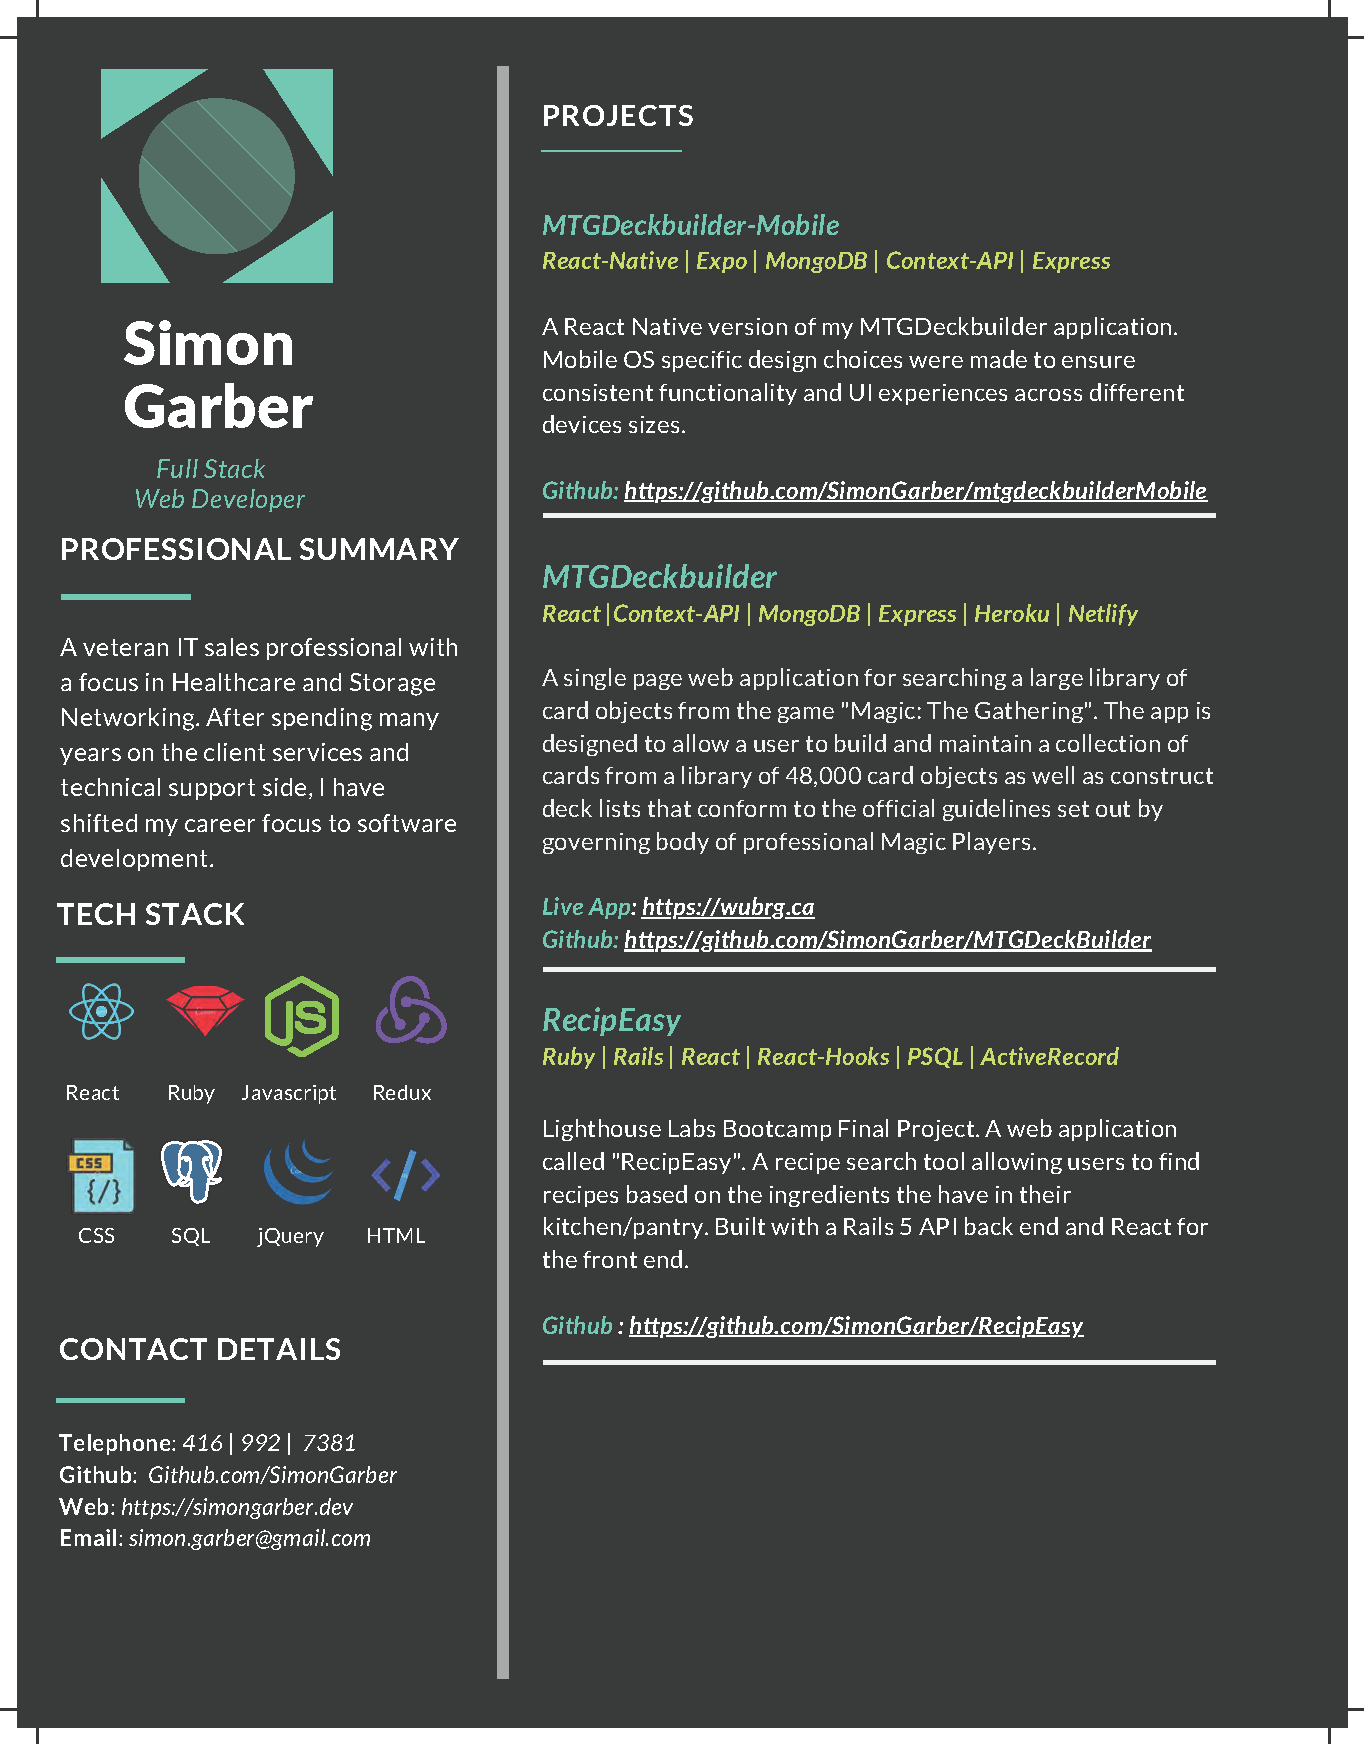 Simon
Garber
Full Stack
Web Developer
PROFESSIONAL SUMMARY
A veteran IT sales professional with
a focus in Healthcare and Storage
Networking. After spending many
years on the client services and
technical support side, I have
shifted my career focus to software
development.
TECH STACK
JS
React Ruby Javascript Redux
CSS
{/}
</>
CSS SQL jQuery HTML
CONTACT DETAILS
Telephone: 416 | 992 | 7381
Github: Github.com/SimonGarber
Web: https://simongarber.dev
Email: simon.garber@gmail.com
PROJECTS
MTGDeckbuilder-Mobile
React-Native | Expo | MongoDB | Context-API | Express
A React Native version of my MTGDeckbuilder application.
Mobile OS specific design choices were made to ensure
consistent functionality and UI experiences across different
devices sizes.
Github: https://github.com/SimonGarber/mtgdeckbuilderMobile
MTGDeckbuilder
React |Context-API | MongoDB | Express | Heroku | Netlify
A single page web application for searching a large library of
card objects from the game "Magic: The Gathering". The app is
designed to allow a user to build and maintain a collection of
cards from a library of 48,000 card objects as well as construct
deck lists that conform to the official guidelines set out by
governing body of professional Magic Players.
Live App: https://wubrg.ca
Github: https://github.com/SimonGarber/MTGDeckBuilder
RecipEasy
Ruby | Rails | React | React-Hooks | PSQL | ActiveRecord
Lighthouse Labs Bootcamp Final Project. A web application
called "RecipEasy". A recipe search tool allowing users to find
recipes based on the ingredients the have in their
kitchen/pantry. Built with a Rails 5 API back end and React for
the front end.
Github : https://github.com/SimonGarber/RecipEasy